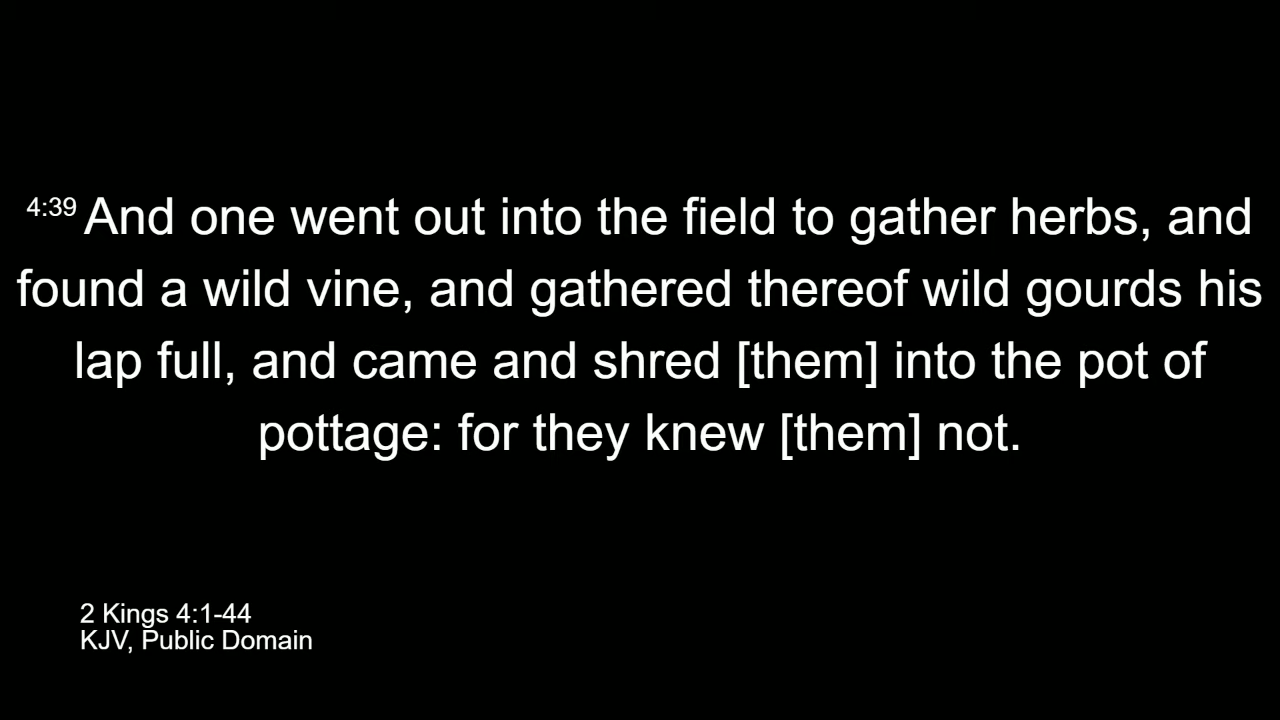 4:39 And one went out into the field to gather herbs, and
found a wild vine, and gathered thereof wild gourds his
lap full, and came and shred [them] into the pot of
pottage: for they knew [them] not.
2 Kings 4:1-44
KJV, Public Domain